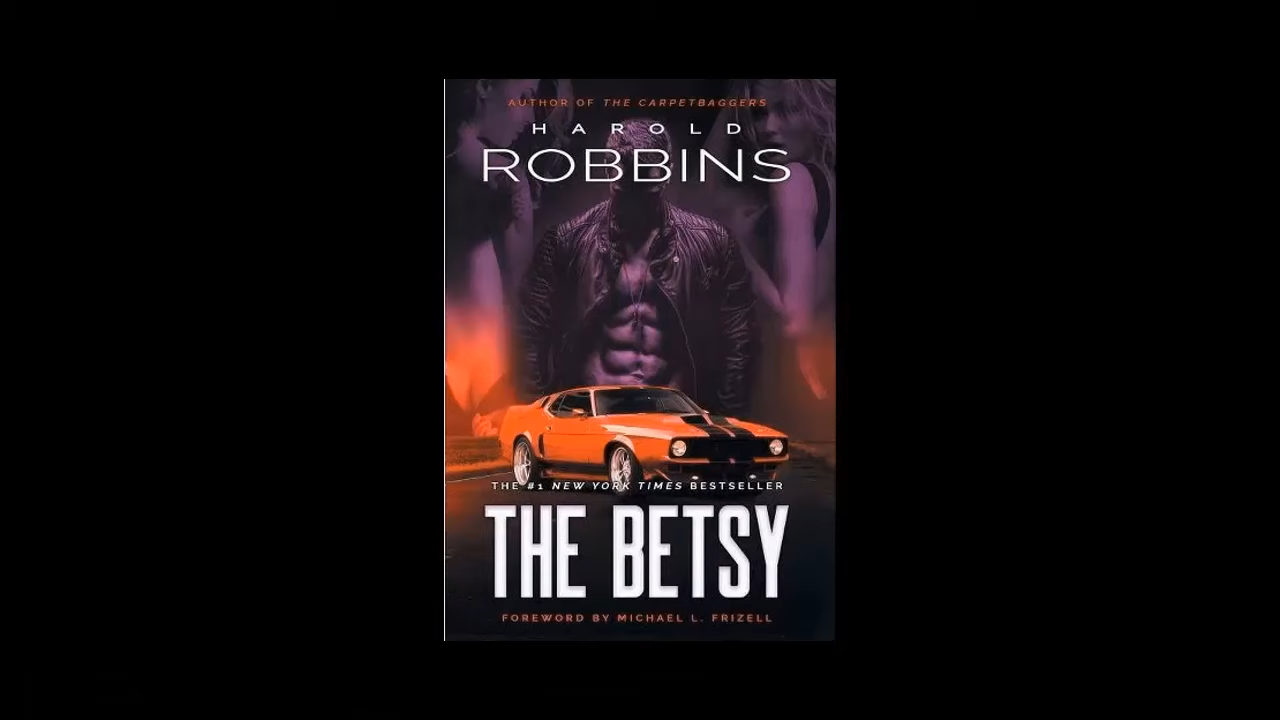 AUTHOR OF THE CARPETBAGGERS
HAROLD
ROBBINS
THE #1 NEW YORK TIMES BESTSELLER
THE BETSY
FOREWORD BY MICHAEL L. FRIZELL